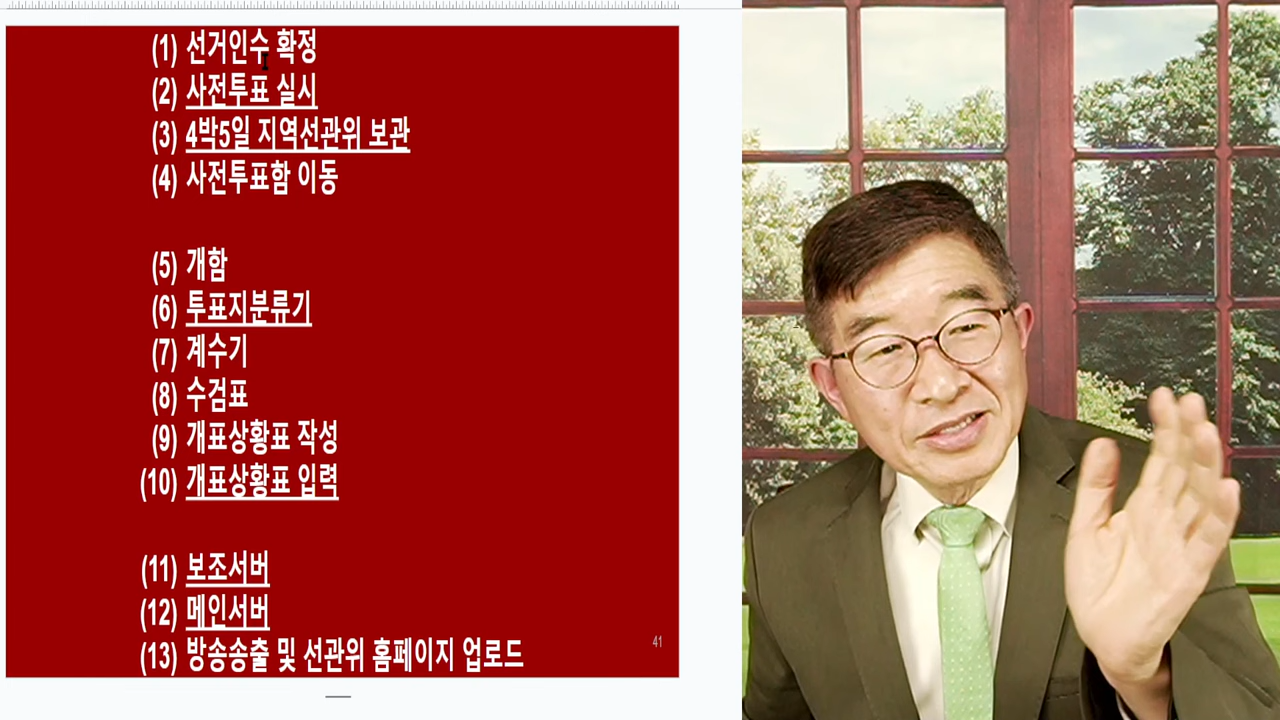 (1) 선거인수 확정
(2) 사전투표 실시
(3) 4박5일 지역선관위 보관
(4) 사전투표함 이동
(5) 개함
(6) 투표지분류기
(7) 계수기
(8) 수검표
(9) 개표상황표 작성
(10) 개표상황표 입력
(11) 보조서버
(12) 메인서버
(13) 방송송출 및 선관위 홈페이지 업로드
41